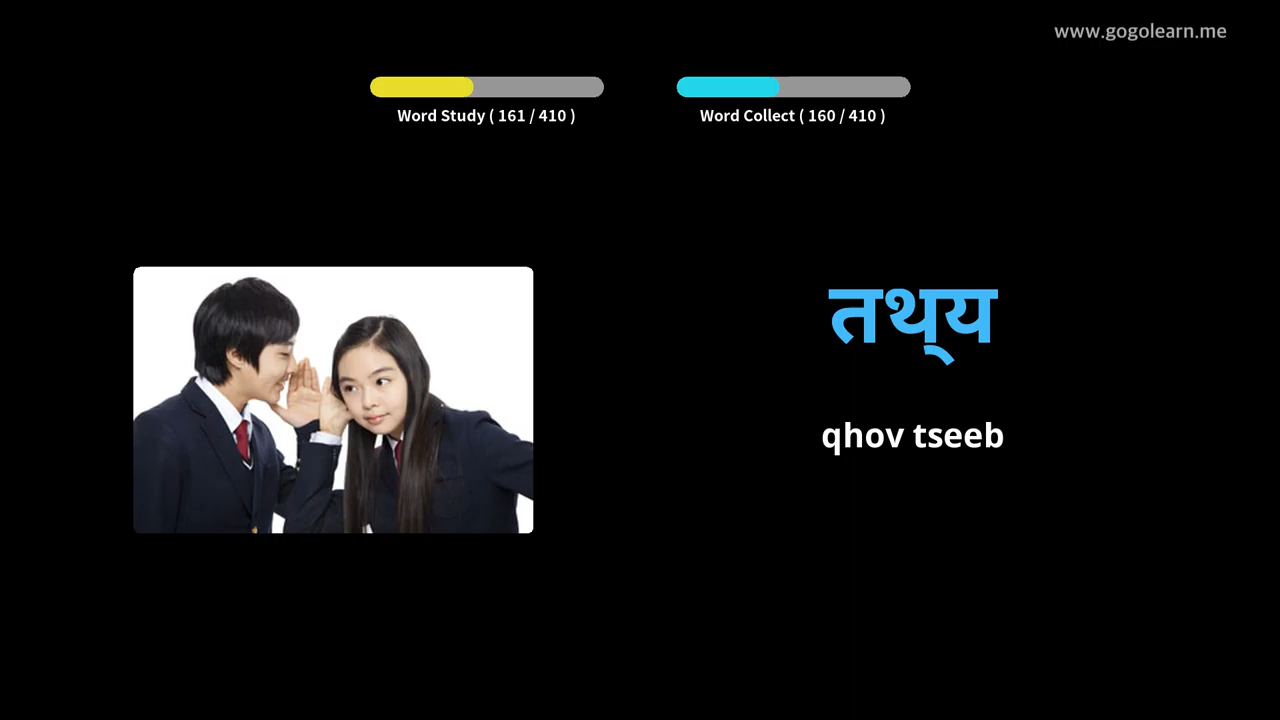 www.gogolearn.me
Word Study ( 161 / 410 )
Word Collect ( 160 / 410 )
तथ्य
qhov tseeb